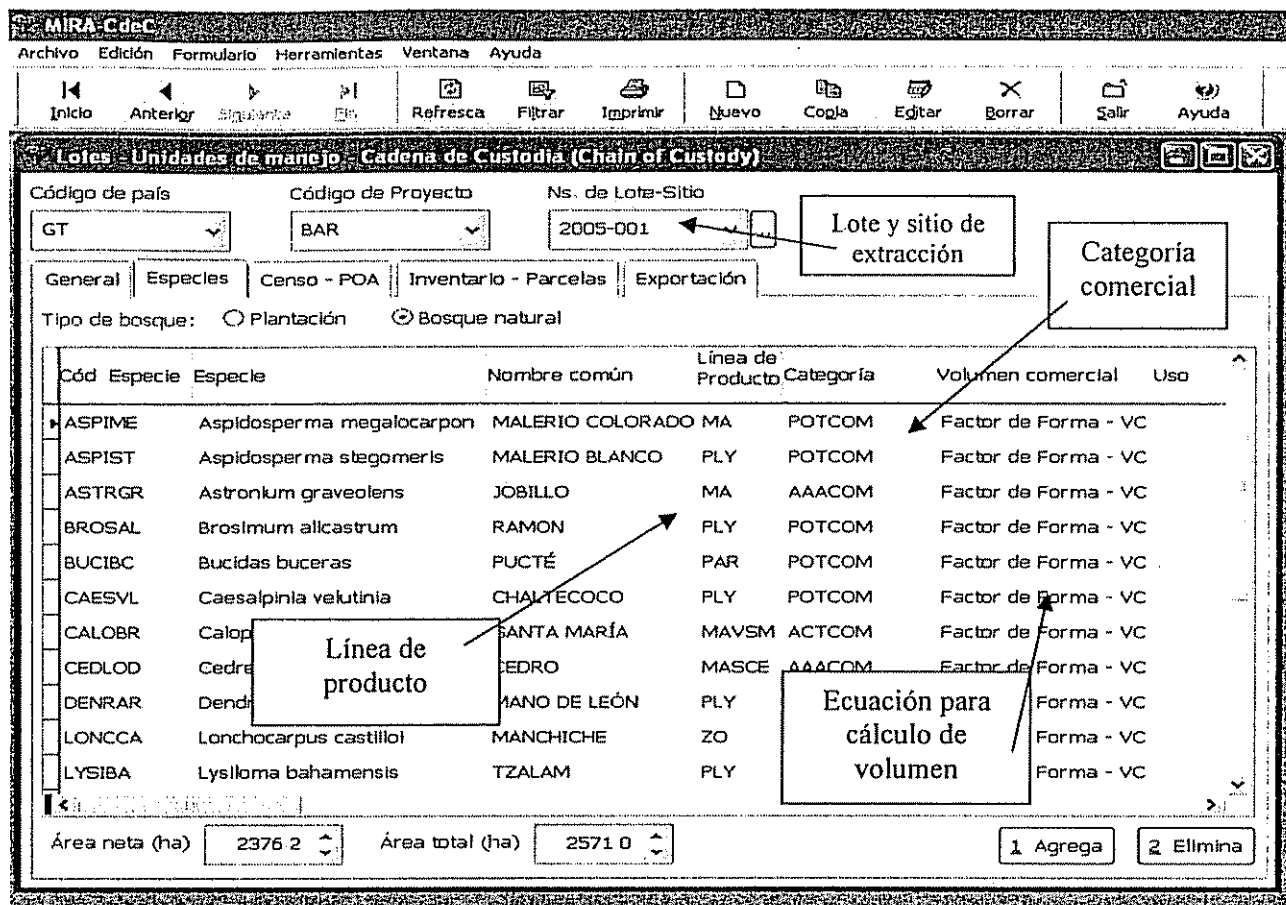 MIRA-CdeC
Archivo Edición Formulario Herramientas Ventana Ayuda
Inicio Anterior Siguiente Fin Refresca Filtrar Imprimir Nuevo Copia Editar Borrar Salir Ayuda
Lotes - Unidades de manejo - Cadena de Custodia (Chain of Custody)
Código de país Código de Proyecto Ns. de Lote-Sitio
GT BAR 2005-001
Lote y sitio de
extracción
Categoría
comercial
General Especies Censo - POA Inventario - Parcelas Exportación
Tipo de bosque: Plantación Bosque natural
Cód Especie Especie Nombre común Línea de Producto Categoría Volumen comercial Uso
ASPIME Aspidosperma megalocarpon MALERIO COLORADO MA POTCOM Factor de Forma - VC
ASPIST Aspidosperma stegomeris MALERIO BLANCO PLY POTCOM Factor de Forma - VC
ASTRGR Astronium graveolens JOBILLO MA AAACOM Factor de Forma - VC
BROSAL Brosimum alicastrum RAMON PLY POTCOM Factor de Forma - VC
BUCIBC Bucidas buceras PUCTÉ PAR POTCOM Factor de Forma - VC
CAESVL Caesalpinia velutinia CHALTECOCO PLY POTCOM Factor de Forma - VC
CALOBR Calop SANTA MARÍA MAVSM ACTCOM Factor de Forma - VC
CEDLOD Cedre CEDRO MASCE AAACOM Factor de Forma - VC
DENRAR Dendr MANO DE LEÓN PLY Forma - VC
LONCCA Lonchocarpus castilloi MANCHICHE ZO Forma - VC
LYSIBA Lysiloma bahamensis TZALAM PLY Forma - VC
Línea de
producto
Ecuación para
cálculo de
volumen
Área neta (ha) 2376.2 Área total (ha) 2571.0 1 Agrega 2 Elimina